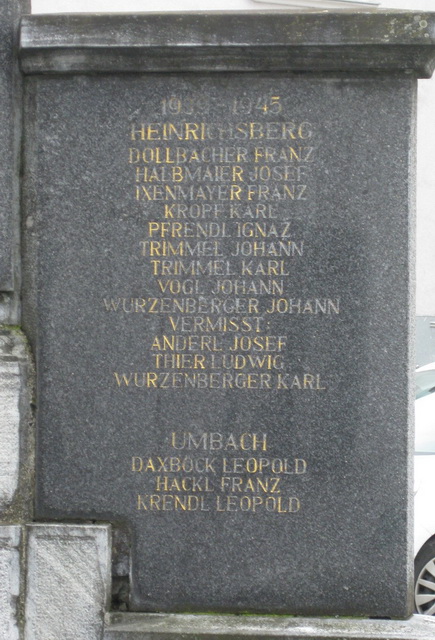 1939-1945
HEINRICHSBERG
DOLLBACHER FRANZ
HALBMAIER JOSEF
IXENMAYER FRANZ
KROPF KARL
PFRENDL IGNAZ
TRIMMEL JOHANN
TRIMMEL KARL
VOGL JOHANN
WURZENBERGER JOHANN
VERMISST:
ANDERL JOSEF
THIER LUDWIG
WURZENBERGER KARL
UMBACH
DAXBÖCK LEOPOLD
HACKL FRANZ
KRENDL LEOPOLD